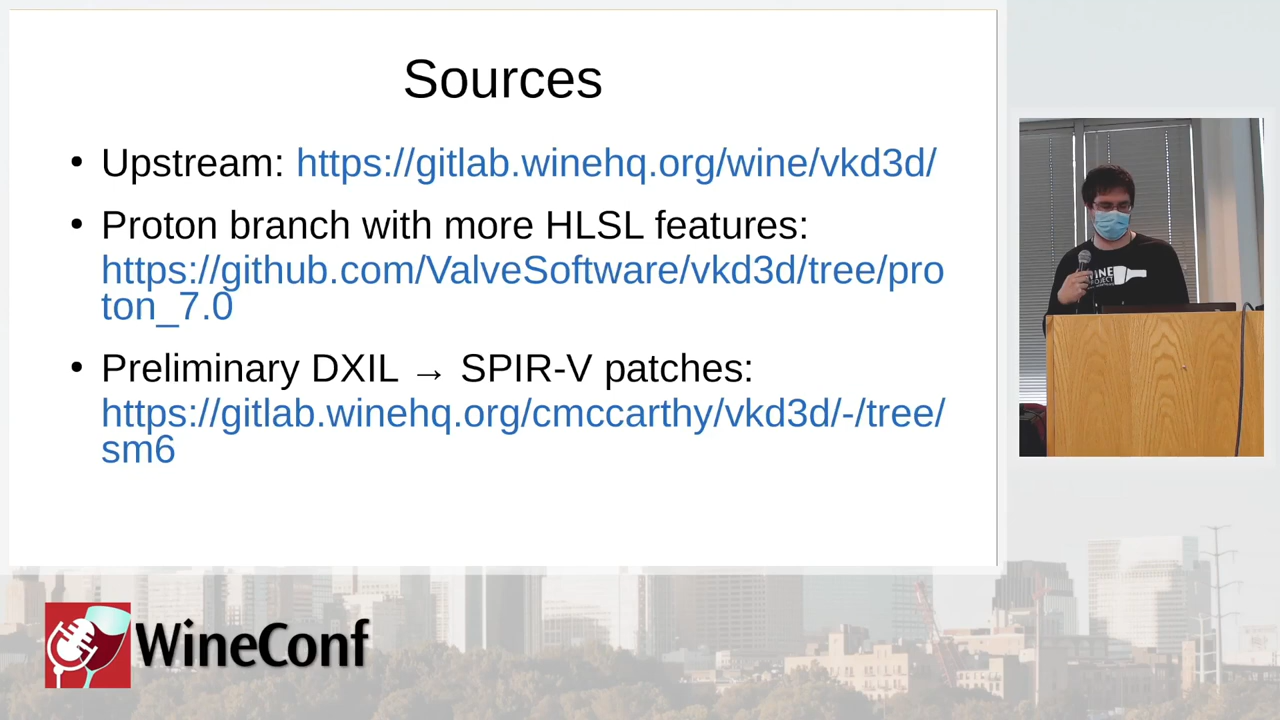 Sources
• Upstream: https://gitlab.winehq.org/wine/vkd3d/
• Proton branch with more HLSL features:
https://github.com/ValveSoftware/vkd3d/tree/pro
ton_7.0
• Preliminary DXIL → SPIR-V patches:
https://gitlab.winehq.org/cmccarthy/vkd3d/-/tree/
sm6
WineConf